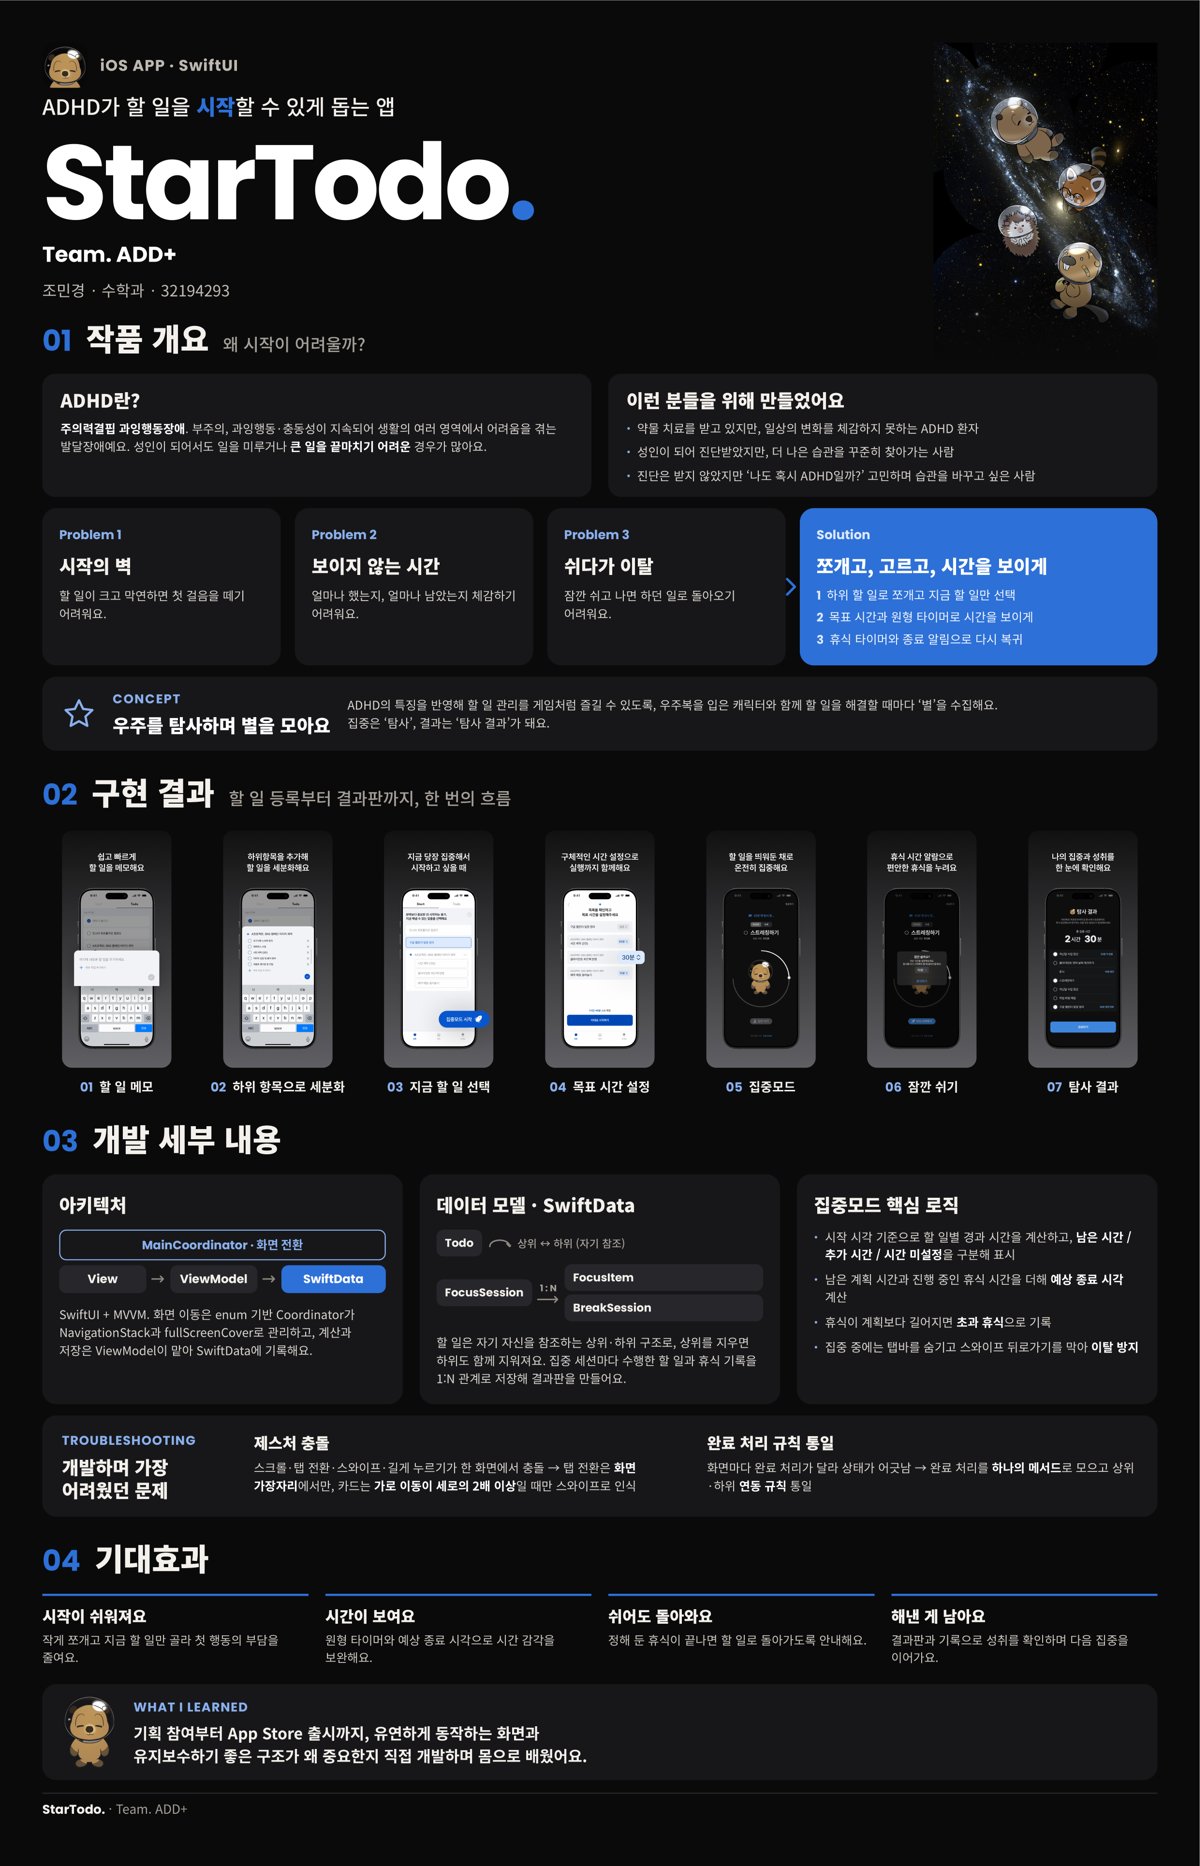 iOS APP · SwiftUI
ADHD가 할 일을 시작할 수 있게 돕는 앱
StarTodo.
Team. ADD+
조민경 · 수학과 · 32194293
01 작품 개요 왜 시작이 어려울까?
ADHD란?
주의력결핍 과잉행동장애. 부주의, 과잉행동·충동성이 지속되어 생활의 여러 영역에서 어려움을 겪는
발달장애예요. 성인이 되어서도 일을 미루거나 큰 일을 끝마치기 어려운 경우가 많아요.
이런 분들을 위해 만들었어요
· 약물 치료를 받고 있지만, 일상의 변화를 체감하지 못하는 ADHD 환자
· 성인이 되어 진단받았지만, 더 나은 습관을 꾸준히 찾아가는 사람
· 진단은 받지 않았지만 ‘나도 혹시 ADHD일까?’ 고민하며 습관을 바꾸고 싶은 사람
Problem 1
시작의 벽
할 일이 크고 막연하면 첫 걸음을 떼기
어려워요.
Problem 2
보이지 않는 시간
얼마나 했는지, 얼마나 남았는지 체감하기
어려워요.
Problem 3
쉬다가 이탈
잠깐 쉬고 나면 하던 일로 돌아오기
어려워요.
Solution
쪼개고, 고르고, 시간을 보이게
1 하위 할 일로 쪼개고 지금 할 일만 선택
2 목표 시간과 원형 타이머로 시간을 보이게
3 휴식 타이머와 종료 알림으로 다시 복귀
CONCEPT
우주를 탐사하며 별을 모아요
ADHD의 특징을 반영해 할 일 관리를 게임처럼 즐길 수 있도록, 우주복을 입은 캐릭터와 함께 할 일을 해결할 때마다 ‘별’을 수집해요.
집중은 ‘탐사’, 결과는 ‘탐사 결과’가 돼요.
02 구현 결과 할 일 등록부터 결과판까지, 한 번의 흐름
쉽고 빠르게
할 일을 메모해요
01 할 일 메모
하위항목을 추가해
할 일을 세분화해요
02 하위 항목으로 세분화
지금 당장 집중해서
시작하고 싶을 때
집중모드 시작
03 지금 할 일 선택
구체적인 시간 설정으로
실행까지 함께해요
30분
04 목표 시간 설정
할 일을 띄워둔 채로
온전히 집중해요
스트레칭하기
05 집중모드
휴식 시간 알람으로
편안한 휴식을 누려요
스트레칭하기
06 잠깐 쉬기
나의 집중과 성취를
한 눈에 확인해요
탐사 결과
2시간 30분
07 탐사 결과
03 개발 세부 내용
아키텍처
MainCoordinator · 화면 전환
View → ViewModel → SwiftData
SwiftUI + MVVM. 화면 이동은 enum 기반 Coordinator가
NavigationStack과 fullScreenCover로 관리하고, 계산과
저장은 ViewModel이 맡아 SwiftData에 기록해요.
데이터 모델 · SwiftData
Todo 상위 ↔ 하위 (자기 참조)
FocusSession 1:N → FocusItem
BreakSession
할 일은 자기 자신을 참조하는 상위·하위 구조로, 상위를 지우면
하위도 함께 지워져요. 집중 세션마다 수행한 할 일과 휴식 기록을
1:N 관계로 저장해 결과판을 만들어요.
집중모드 핵심 로직
· 시작 시각 기준으로 할 일별 경과 시간을 계산하고, 남은 시간 /
추가 시간 / 시간 미설정을 구분해 표시
· 남은 계획 시간과 진행 중인 휴식 시간을 더해 예상 종료 시각
계산
· 휴식이 계획보다 길어지면 초과 휴식으로 기록
· 집중 중에는 탭바를 숨기고 스와이프 뒤로가기를 막아 이탈 방지
TROUBLESHOOTING
개발하며 가장
어려웠던 문제
제스처 충돌
스크롤·탭 전환·스와이프·길게 누르기가 한 화면에서 충돌 → 탭 전환은 화면
가장자리에서만, 카드는 가로 이동이 세로의 2배 이상일 때만 스와이프로 인식
완료 처리 규칙 통일
화면마다 완료 처리가 달라 상태가 어긋남 → 완료 처리를 하나의 메서드로 모으고 상위
·하위 연동 규칙 통일
04 기대효과
시작이 쉬워져요
작게 쪼개고 지금 할 일만 골라 첫 행동의 부담을
줄여요.
시간이 보여요
원형 타이머와 예상 종료 시각으로 시간 감각을
보완해요.
쉬어도 돌아와요
정해 둔 휴식이 끝나면 할 일로 돌아가도록 안내해요.
해낸 게 남아요
결과판과 기록으로 성취를 확인하며 다음 집중을
이어가요.
WHAT I LEARNED
기획 참여부터 App Store 출시까지, 유연하게 동작하는 화면과
유지보수하기 좋은 구조가 왜 중요한지 직접 개발하며 몸으로 배웠어요.
StarTodo. · Team. ADD+